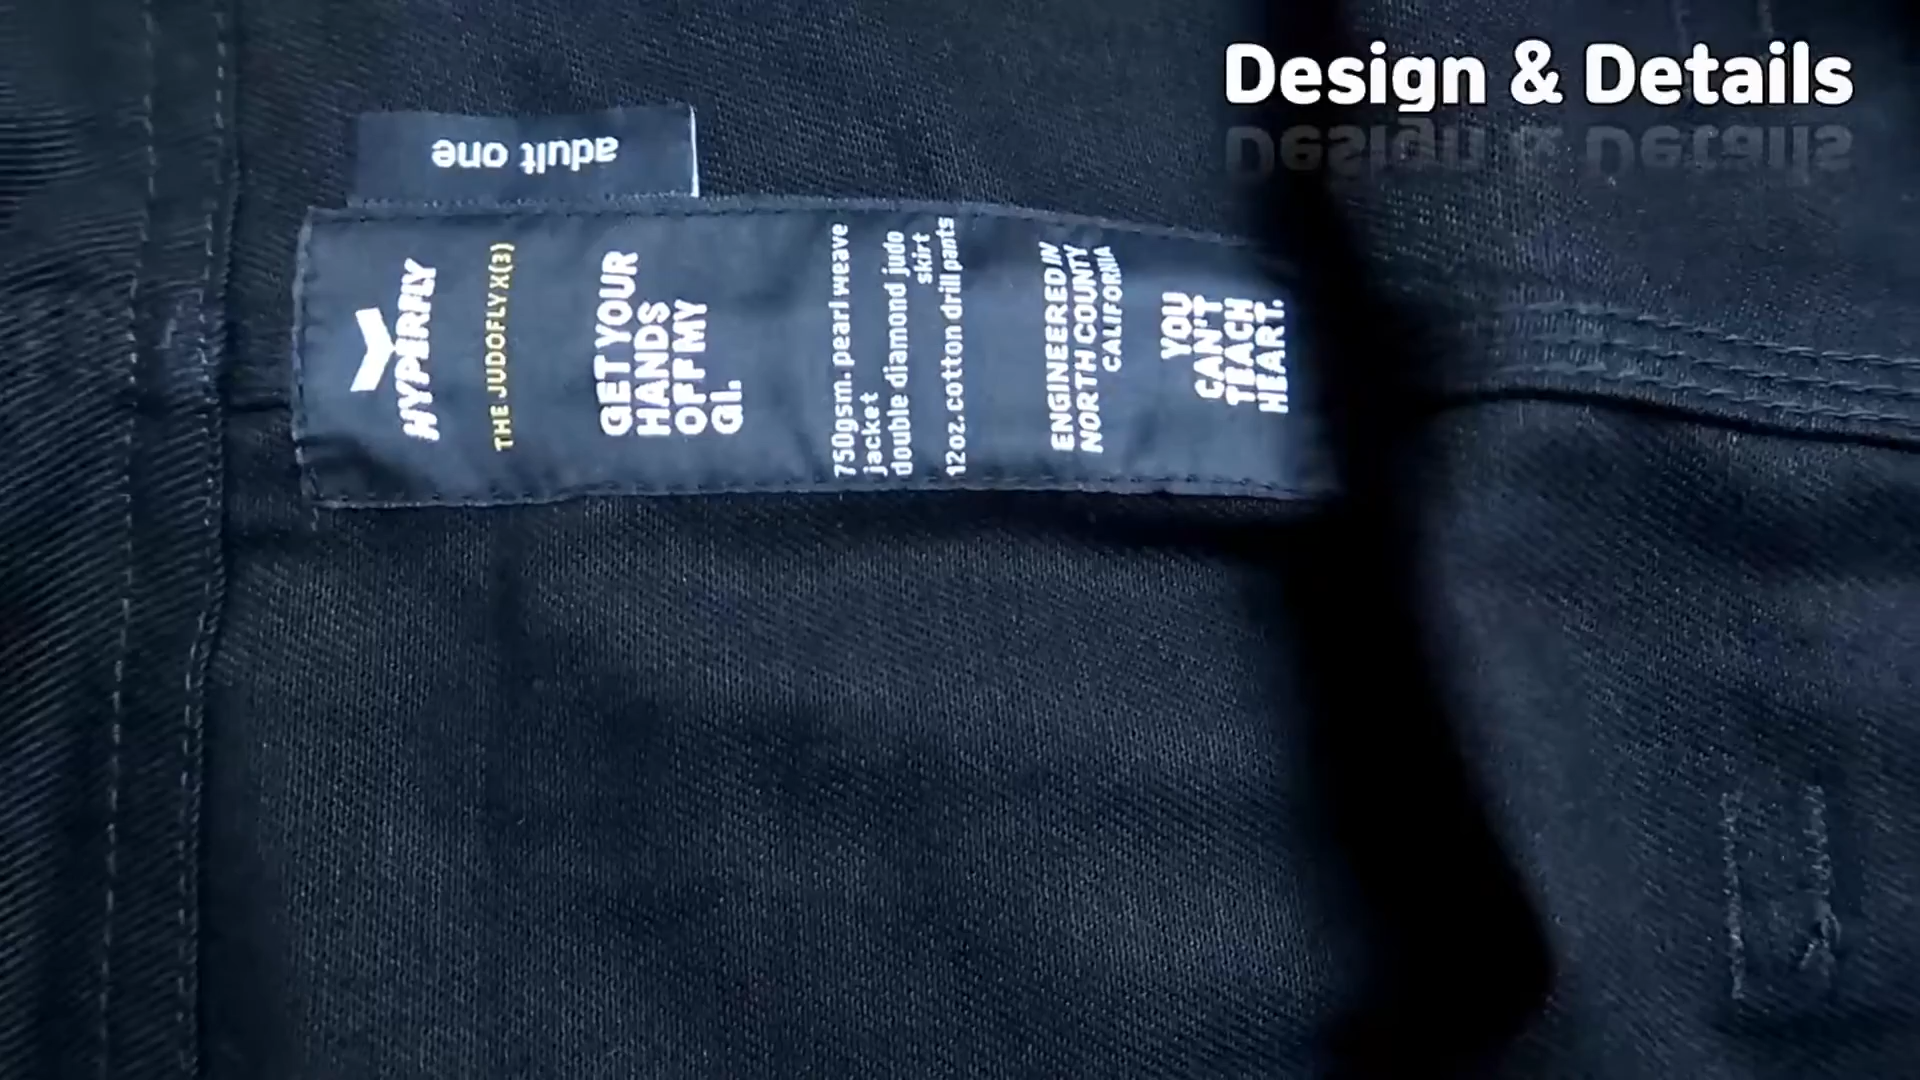 Design & Details
adult one
HYPERFLY
THE JUDOFLY X(3)
GET YOUR
HANDS
OFF MY
GI.
750gsm. pearl weave
jacket
double diamond judo
skirt
12oz. cotton drill pants
ENGINEERED IN
NORTH COUNTY
CALIFORNIA
YOU
CAN'T
TEACH
HEART.